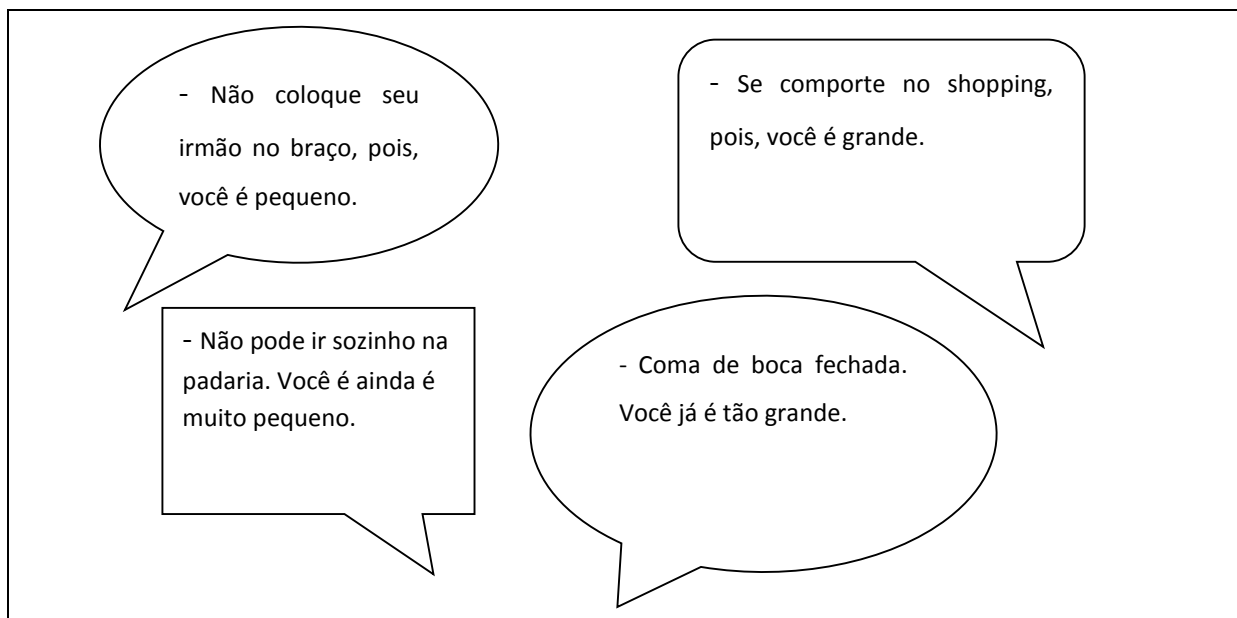 - Não coloque seu
irmão no braço, pois,
você é pequeno.
- Se comporte no shopping,
pois, você é grande.
- Não pode ir sozinho na
padaria. Você é ainda é
muito pequeno.
- Coma de boca fechada.
Você já é tão grande.